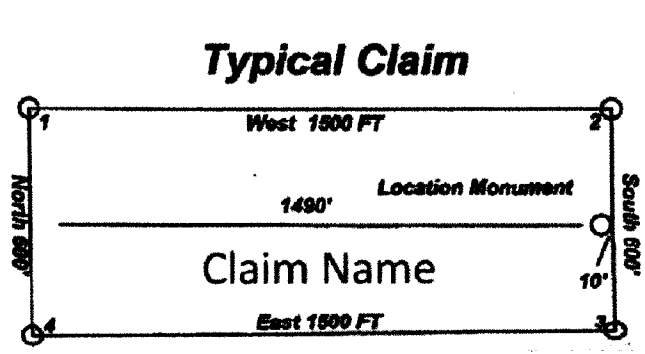 Typical Claim
1
West 1500 FT
2
North 600'
Location Monument
1490'
South 600'
Claim Name
10'
4
East 1500 FT
3